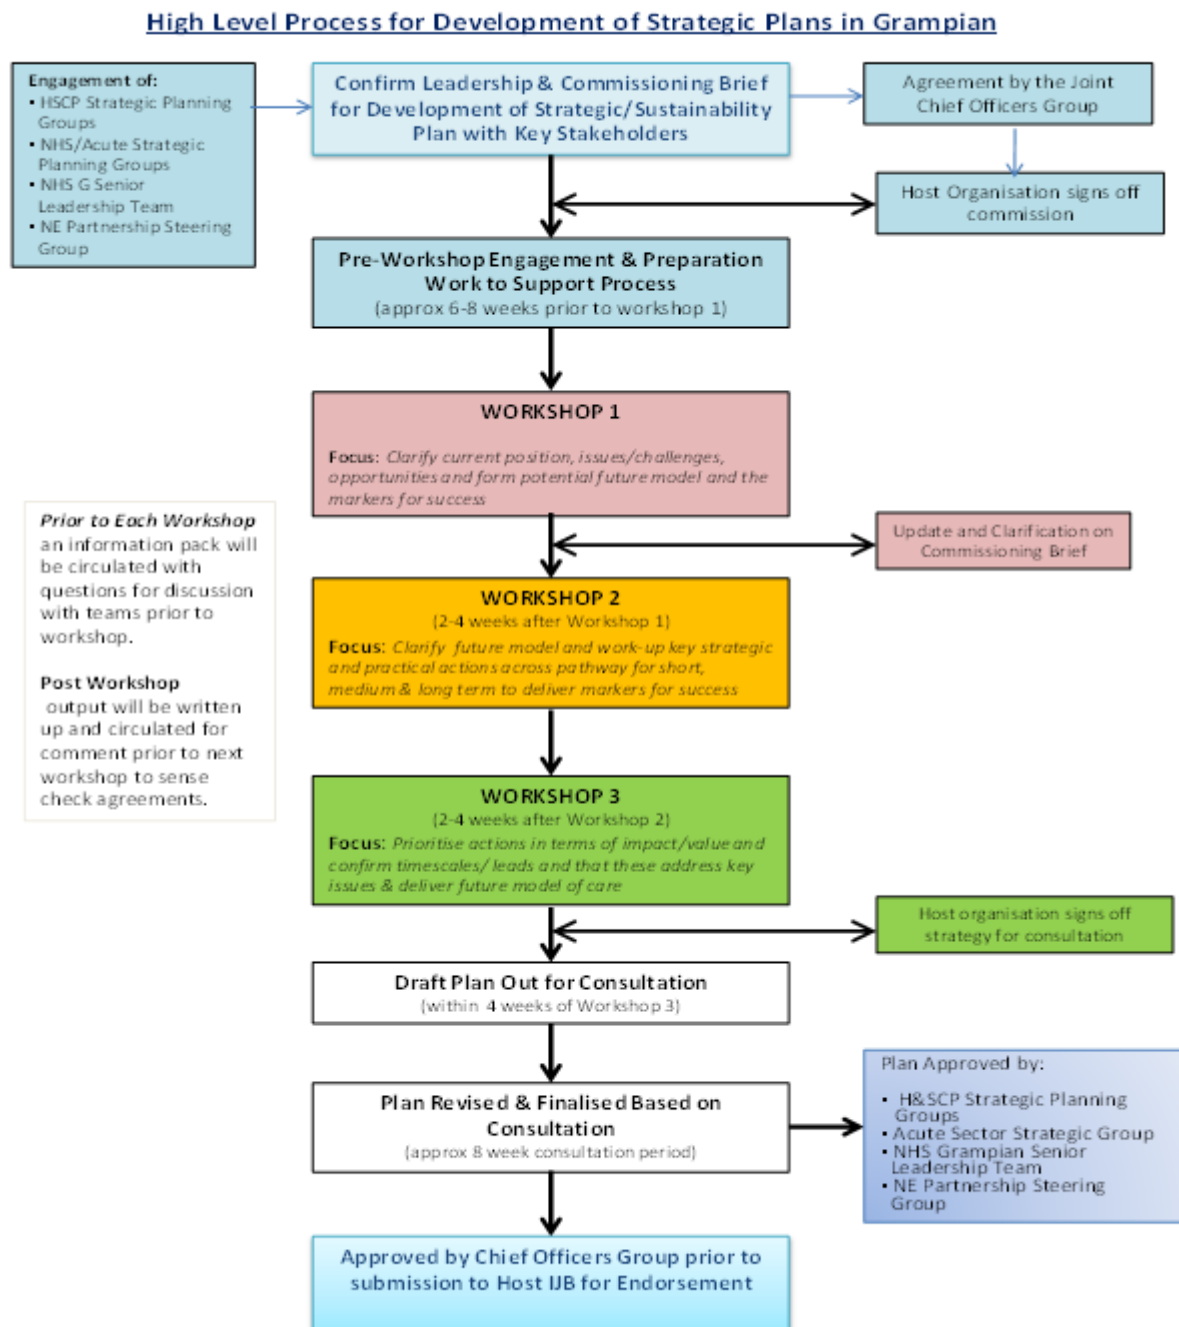 High Level Process for Development of Strategic Plans in Grampian
Engagement of:
▪ HSCP Strategic Planning
Groups
▪ NHS/Acute Strategic
Planning Groups
▪ NHS G Senior
Leadership Team
▪ NE Partnership Steering
Group
Confirm Leadership & Commissioning Brief
for Development of Strategic/Sustainability
Plan with Key Stakeholders
Agreement by the Joint
Chief Officers Group
Host Organisation signs off
commission
Pre-Workshop Engagement & Preparation
Work to Support Process
(approx 6-8 weeks prior to workshop 1)
WORKSHOP 1
Focus: Clarify current position, issues/challenges,
opportunities and form potential future model and the
markers for success
Prior to Each Workshop
an information pack will
be circulated with
questions for discussion
with teams prior to
workshop.
Post Workshop
output will be written
up and circulated for
comment prior to next
workshop to sense
check agreements.
Update and Clarification on
Commissioning Brief
WORKSHOP 2
(2-4 weeks after Workshop 1)
Focus: Clarify future model and work-up key strategic
and practical actions across pathway for short,
medium & long term to deliver markers for success
WORKSHOP 3
(2-4 weeks after Workshop 2)
Focus: Prioritise actions in terms of impact/value and
confirm timescales/ leads and that these address key
issues & deliver future model of care
Host organisation signs off
strategy for consultation
Draft Plan Out for Consultation
(within 4 weeks of Workshop 3)
Plan Revised & Finalised Based on
Consultation
(approx 8 week consultation period)
Plan Approved by:
▪ H&SCP Strategic Planning
Groups
▪ Acute Sector Strategic Group
▪ NHS Grampian Senior
Leadership Team
▪ NE Partnership Steering
Group
Approved by Chief Officers Group prior to
submission to Host IJB for Endorsement